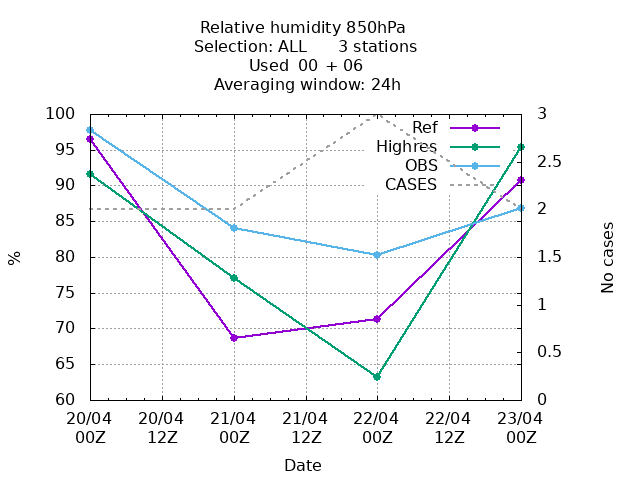 Relative humidity 850hPa
Selection: ALL 3 stations
Used 00 + 06
Averaging window: 24h
100
95
90
85
80
75
70
65
60
%
3
2.5
2
1.5
1
0.5
0
No cases
Ref
Highres
OBS
CASES
20/04 20/04 21/04 21/04 22/04 22/04 23/04
00Z 12Z 00Z 12Z 00Z 12Z 00Z
Date